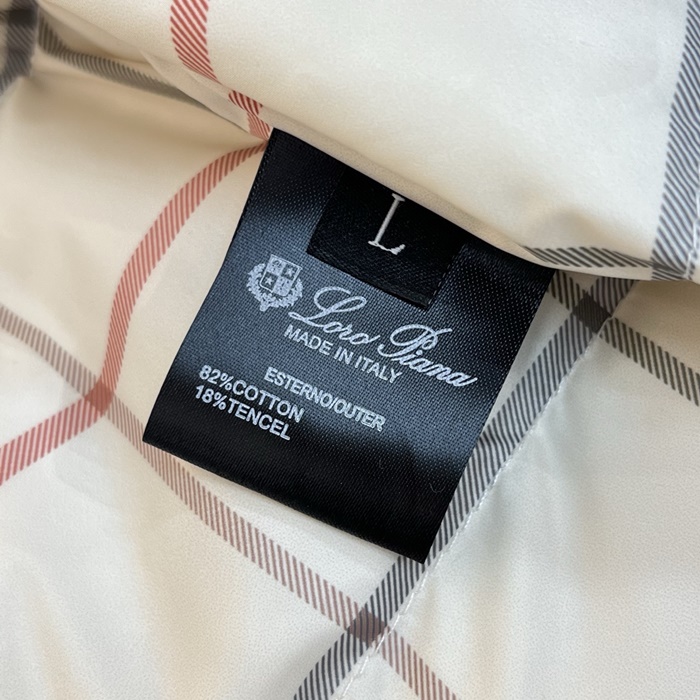 L
Loro Piana
MADE IN ITALY
ESTERNO/OUTER
82%COTTON
18%TENCEL